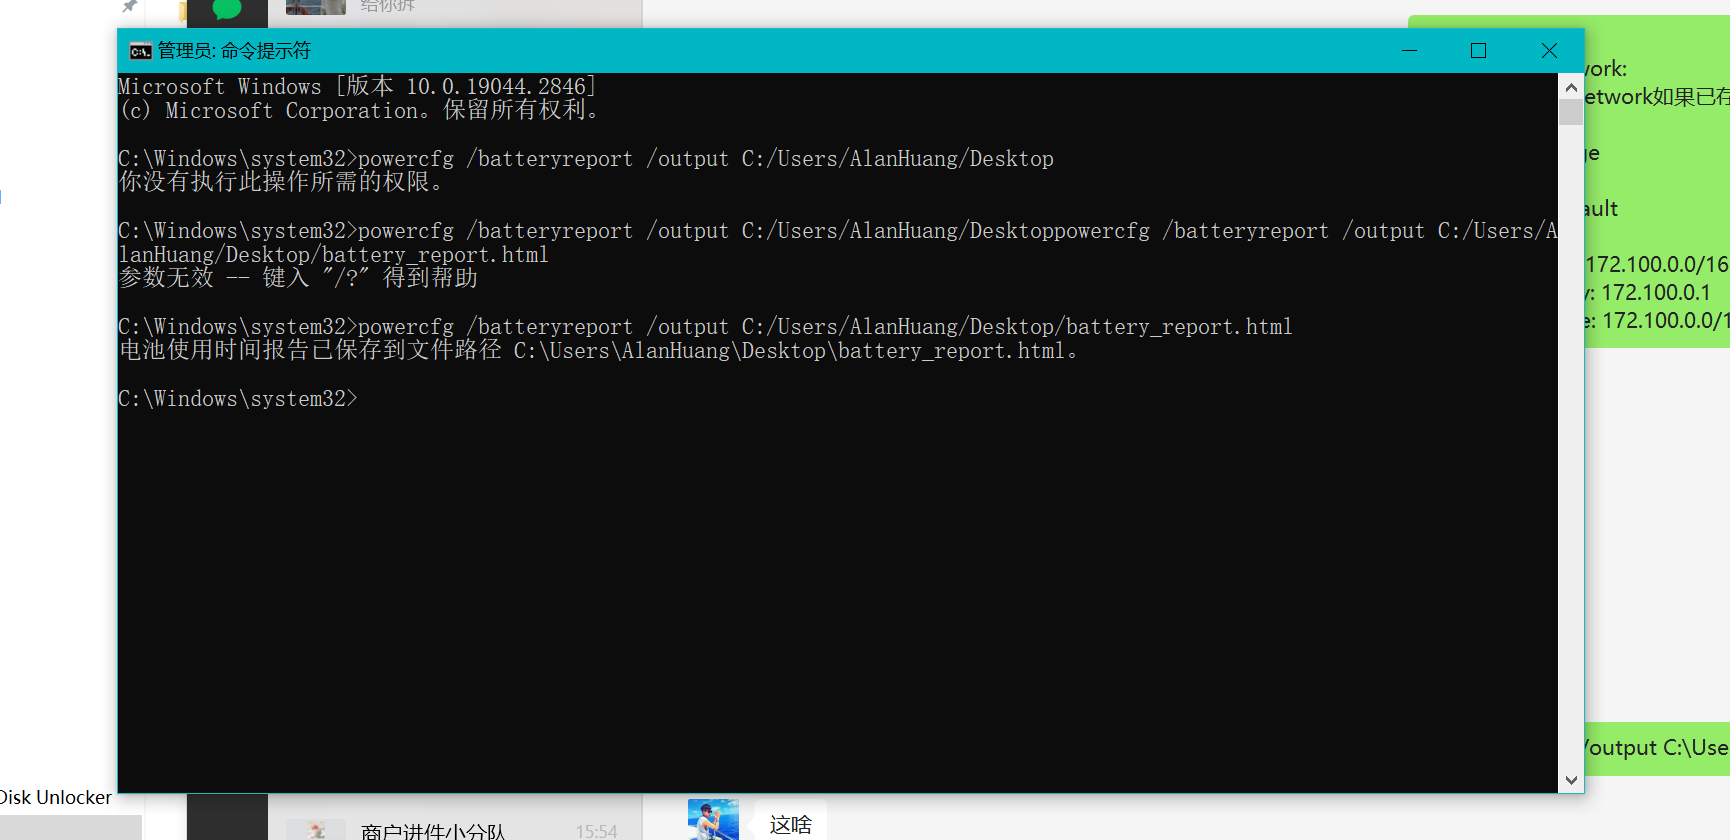 给你拆
管理员: 命令提示符
Microsoft Windows [版本 10.0.19044.2846]
(c) Microsoft Corporation。保留所有权利。
C:\Windows\system32>powercfg /batteryreport /output C:/Users/AlanHuang/Desktop
你没有执行此操作所需的权限。
C:\Windows\system32>powercfg /batteryreport /output C:/Users/AlanHuang/Desktoppowercfg /batteryreport /output C:/Users/A
lanHuang/Desktop/battery_report.html
参数无效 -- 键入 "/?" 得到帮助
C:\Windows\system32>powercfg /batteryreport /output C:/Users/AlanHuang/Desktop/battery_report.html
电池使用时间报告已保存到文件路径 C:\Users\AlanHuang\Desktop\battery_report.html。
C:\Windows\system32>
work:
etwork如果已存
ge
ault
172.100.0.0/16
y: 172.100.0.1
e: 172.100.0.0/1
/output C:\Use
Disk Unlocker
商户进件小分队
15:54
这啥